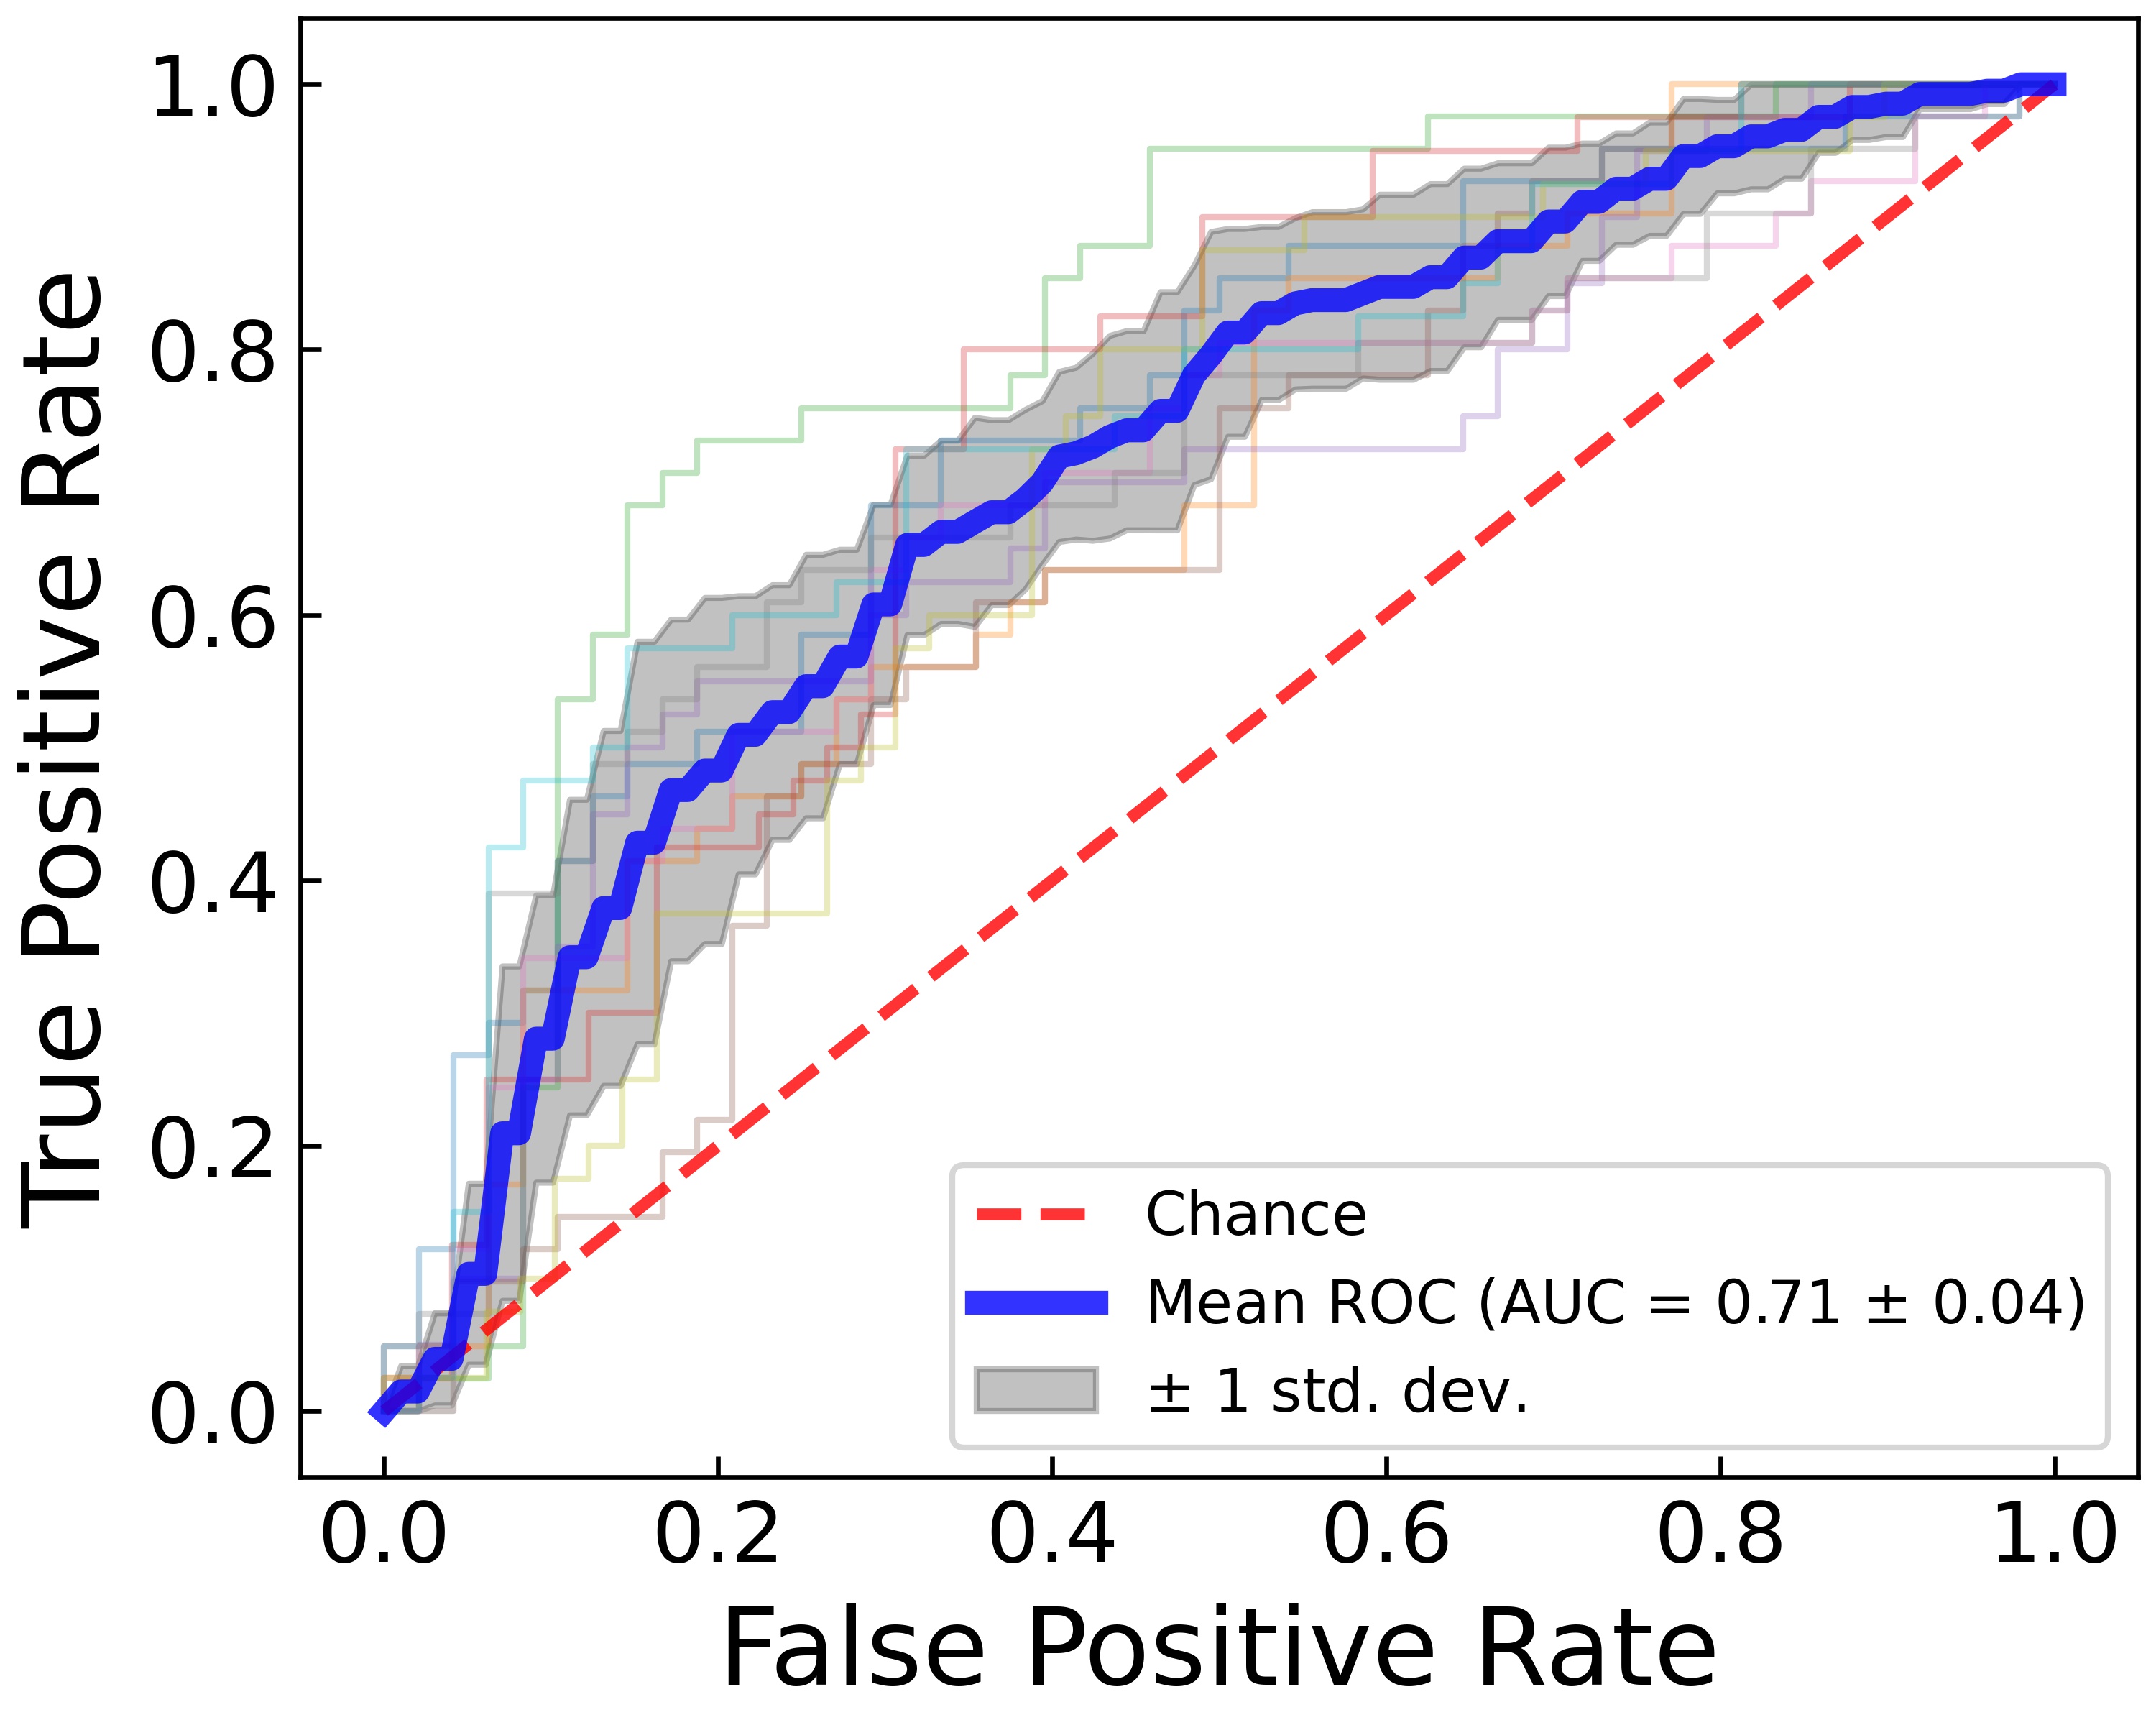 True Positive Rate
1.0
0.8
0.6
0.4
0.2
0.0
Chance
Mean ROC (AUC = 0.71 ± 0.04)
± 1 std. dev.
0.0 0.2 0.4 0.6 0.8 1.0
False Positive Rate